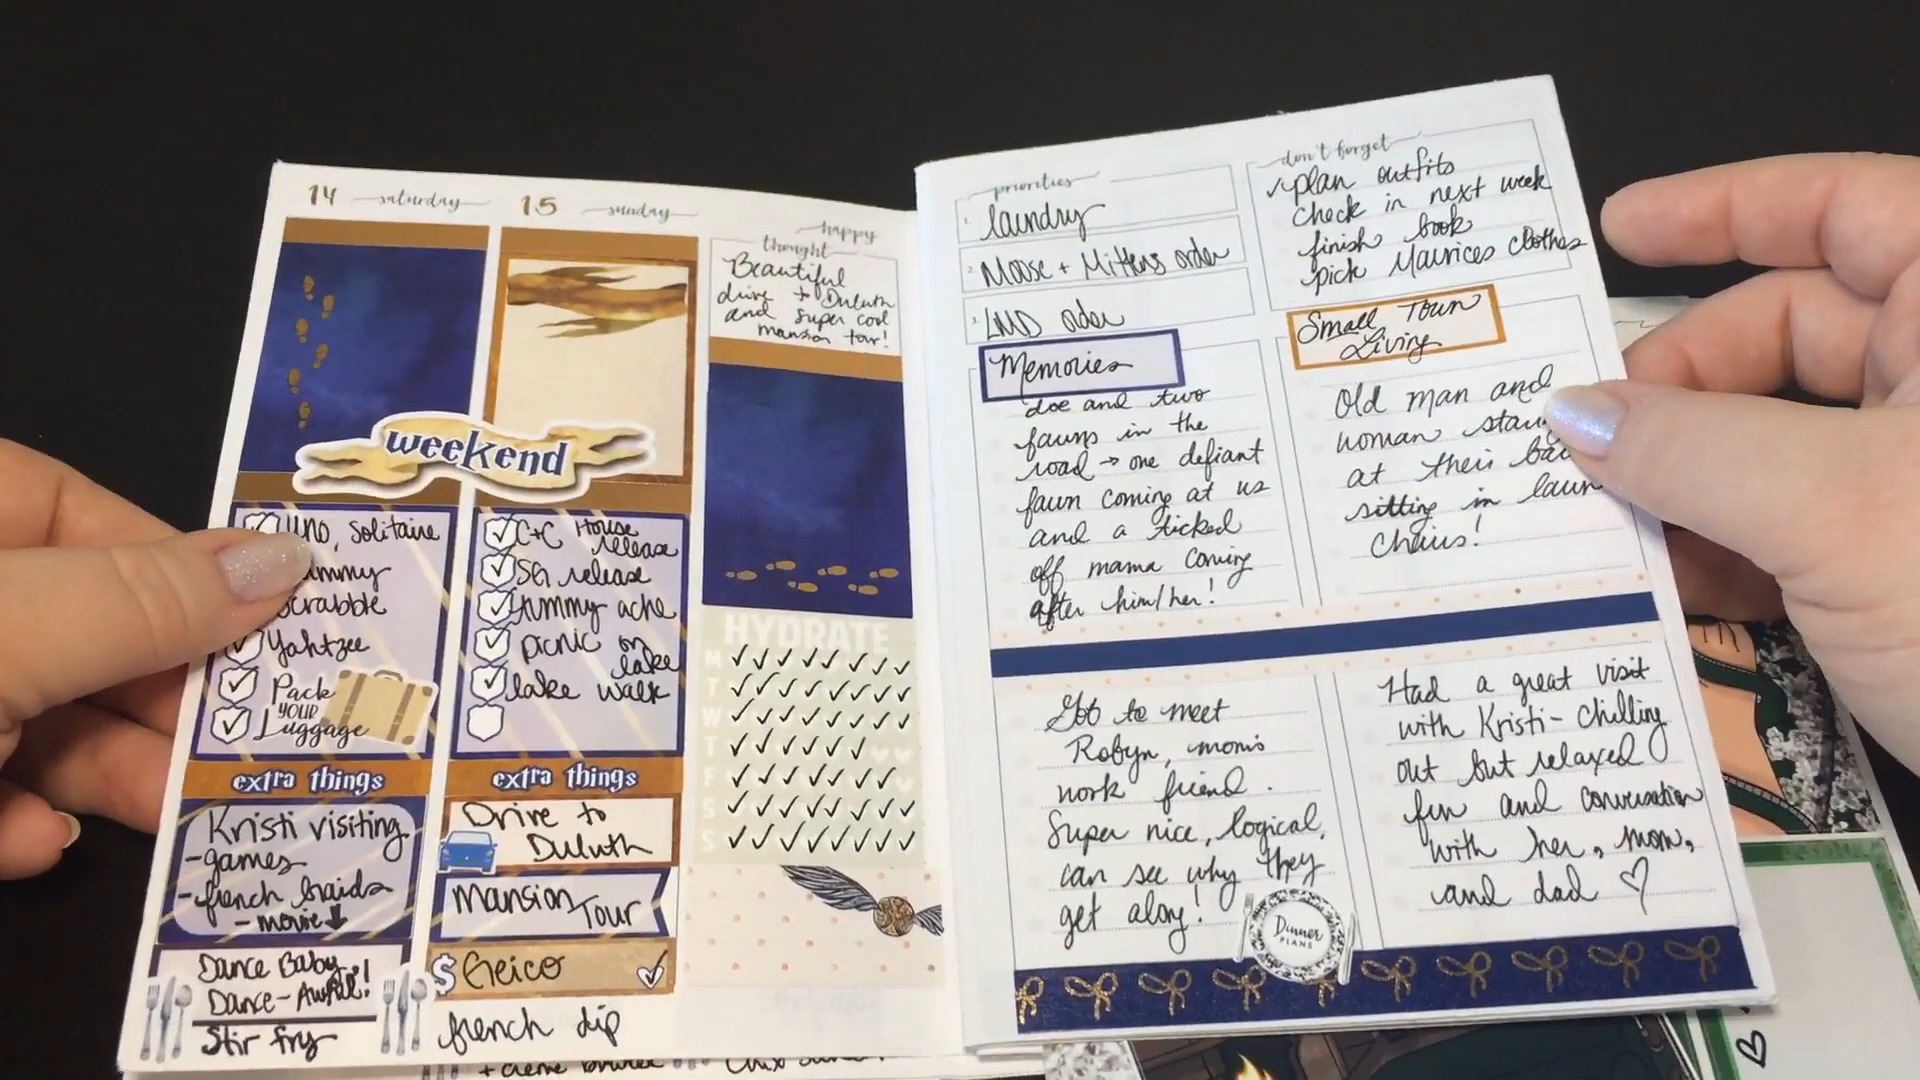 14 saturday
15 sunday
happy
thought
Beautiful
drive to Duluth
and super cool
mansion tour!
weekend
Uno, Solitaire
Scrabble
Yahtzee
Pack
YOUR
Luggage
C+C House
release
SG release
tummy ache
picnic on
lake
lake walk
extra things
Kristi visiting
-games
-french braids
-movie
Dance Baby
Dance-Awful!
Stir fry
extra things
Drive to
Duluth
Mansion Tour
$ Geico
french dip
HYDRATE
M
T
W
T
F
S
S
priorities
1. laundry
2. Moose + Mittens order
3. LMD order
don't forget
plan outfits
check in next week
finish book
pick Maurices clothes
Memories
doe and two
fawns in the
road → one defiant
fawn coming at us
and a ticked
off mama coming
after him/her!
Small Town
Living
Old man and
woman
at their
sitting in lawn
chairs!
Got to meet
Robyn, mom's
work friend.
Super nice, logical,
can see why they
get along!
Had a great visit
with Kristi-chilling
out but relaxed
fun and conversation
with her, mom,
and dad ♡
Dinner
PLANS